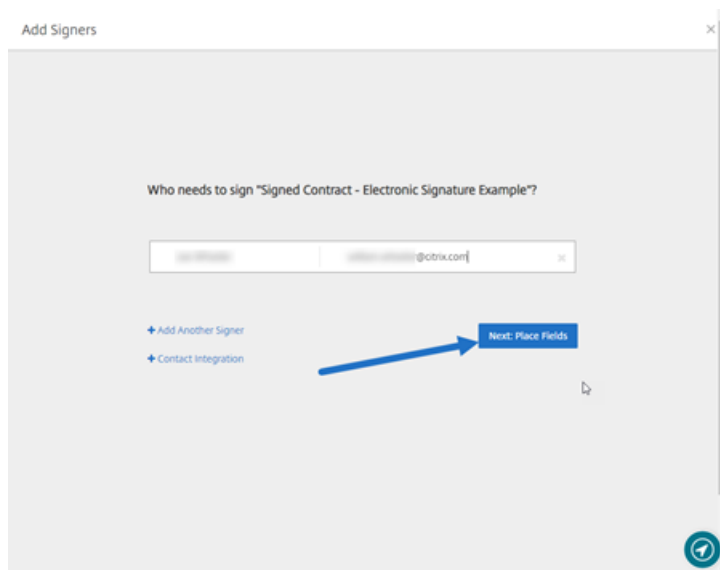 Add Signers
Who needs to sign "Signed Contract - Electronic Signature Example"?
@citrix.com
+ Add Another Signer
Next: Place Fields
+ Contact Integration